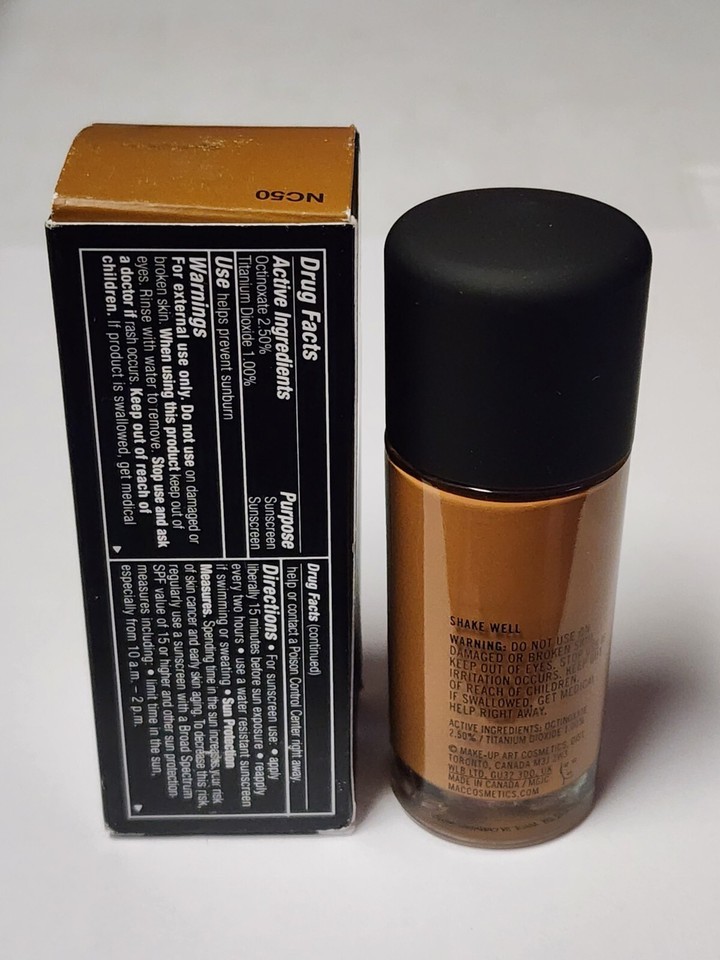 NC50
Drug Facts
Active Ingredients Purpose
Octinoxate 2.50% Sunscreen
Titanium Dioxide 1.00% Sunscreen
Use helps prevent sunburn
Warnings
For external use only. Do not use on damaged or
broken skin. When using this product keep out of
eyes. Rinse with water to remove. Stop use and ask
a doctor if rash occurs. Keep out of reach of
children. If product is swallowed, get medical
Drug Facts (continued)
help or contact a Poison Control Center right away.
Directions • For sunscreen use: • apply
liberally 15 minutes before sun exposure • reapply
every two hours • use a water resistant sunscreen
if swimming or sweating • Sun Protection
Measures. Spending time in the sun increases your risk
of skin cancer and early skin aging. To decrease this risk,
regularly use a sunscreen with a Broad Spectrum
SPF value of 15 or higher and other sun protection
measures including: • limit time in the sun,
especially from 10 a.m. – 2 p.m.
SHAKE WELL
WARNING: DO NOT USE ON
DAMAGED OR BROKEN
KEEP OUT OF EYES. STOP
IRRITATION OCCURS. KEEP
OF REACH OF CHILDREN.
IF SWALLOWED, GET MEDICAL
HELP RIGHT AWAY.
ACTIVE INGREDIENTS: OCTINOXATE
2.50% / TITANIUM DIOXIDE 1.00%
© MAKE-UP ART COSMETICS,
TORONTO, CANADA
WLB LTD, GU32 UK
MADE IN CANADA /
MACCOSMETICS.COM